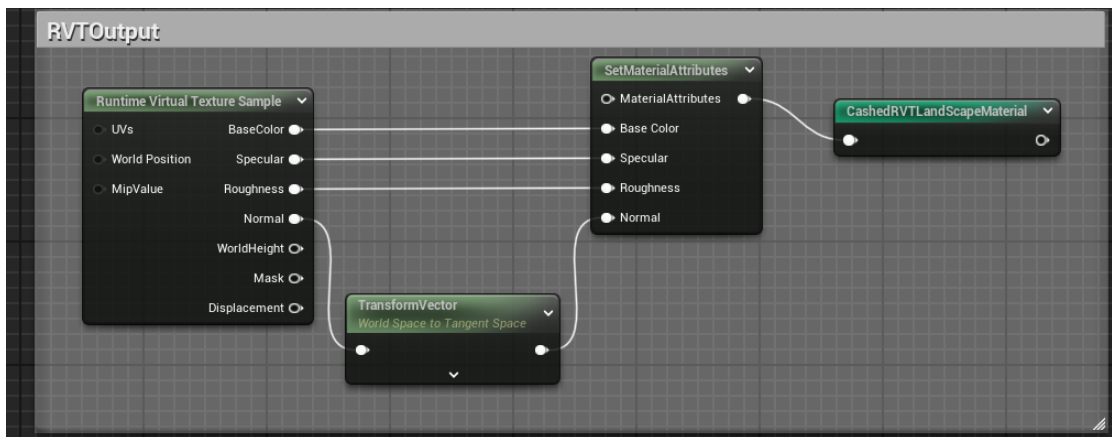 RVTOutput
Runtime Virtual Texture Sample
UVs BaseColor
World Position Specular
MipValue Roughness
Normal
WorldHeight
Mask
Displacement
TransformVector
World Space to Tangent Space
SetMaterialAttributes
MaterialAttributes
Base Color
Specular
Roughness
Normal
CashedRVTLandScapeMaterial